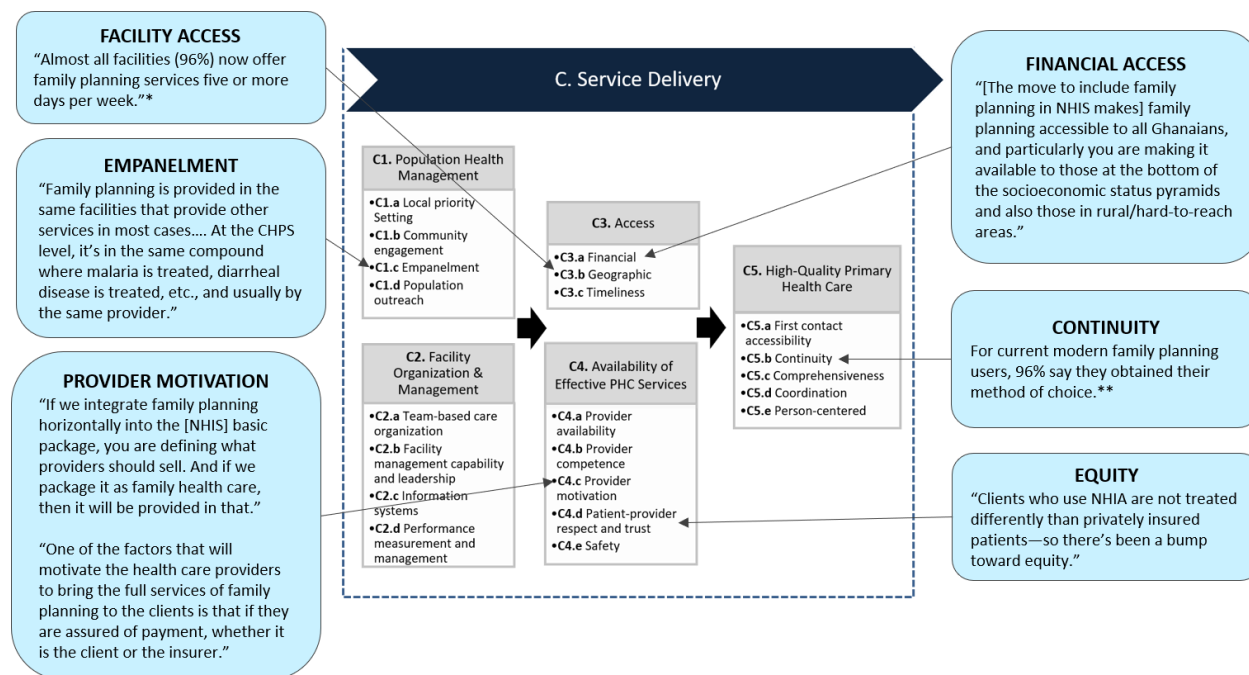 FACILITY ACCESS
“Almost all facilities (96%) now offer
family planning services five or more
days per week.”*
EMPANELMENT
“Family planning is provided in the
same facilities that provide other
services in most cases.... At the CHPS
level, it’s in the same compound
where malaria is treated, diarrheal
disease is treated, etc., and usually by
the same provider.”
PROVIDER MOTIVATION
“If we integrate family planning
horizontally into the [NHIS] basic
package, you are defining what
providers should sell. And if we
package it as family health care,
then it will be provided in that.”
“One of the factors that will
motivate the health care providers
to bring the full services of family
planning to the clients is that if they
are assured of payment, whether it
is the client or the insurer.”
C. Service Delivery
C1. Population Health
Management
•C1.a Local priority
Setting
•C1.b Community
engagement
•C1.c Empanelment
•C1.d Population
outreach
C2. Facility
Organization &
Management
•C2.a Team-based care
organization
•C2.b Facility
management capability
and leadership
•C2.c Information
systems
•C2.d Performance
measurement and
management
C3. Access
•C3.a Financial
•C3.b Geographic
•C3.c Timeliness
C4. Availability of
Effective PHC Services
•C4.a Provider
availability
•C4.b Provider
competence
•C4.c Provider
motivation
•C4.d Patient-provider
respect and trust
•C4.e Safety
C5. High-Quality Primary
Health Care
•C5.a First contact
accessibility
•C5.b Continuity
•C5.c Comprehensiveness
•C5.d Coordination
•C5.e Person-centered
FINANCIAL ACCESS
“[The move to include family
planning in NHIS makes] family
planning accessible to all Ghanaians,
and particularly you are making it
available to those at the bottom of
the socioeconomic status pyramids
and also those in rural/hard-to-reach
areas.”
CONTINUITY
For current modern family planning
users, 96% say they obtained their
method of choice.**
EQUITY
“Clients who use NHIA are not treated
differently than privately insured
patients—so there’s been a bump
toward equity.”